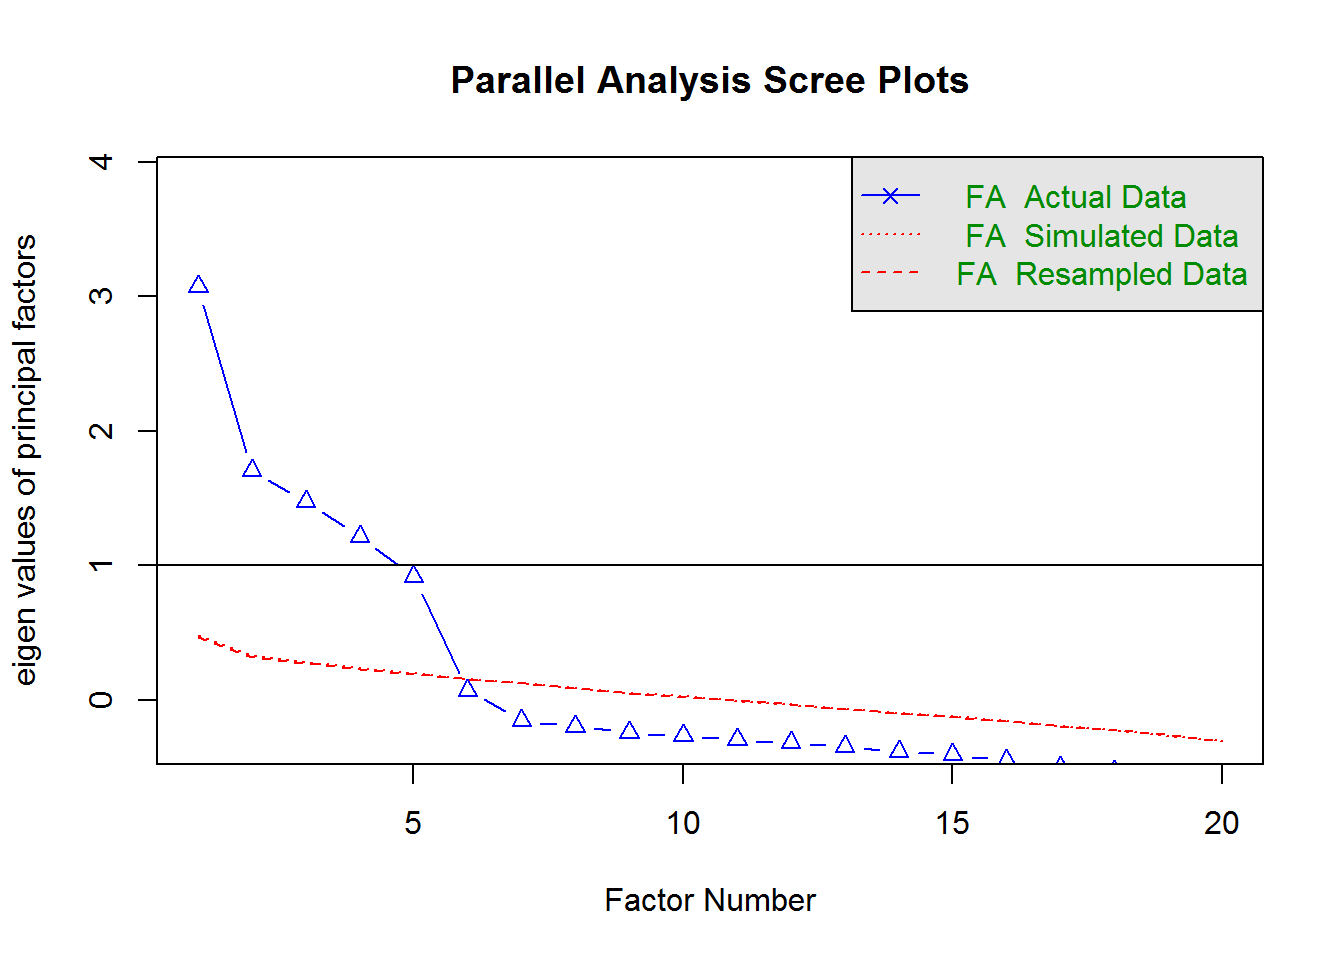 Parallel Analysis Scree Plots
eigen values of principal factors
4
3
2
1
0
FA Actual Data
FA Simulated Data
FA Resampled Data
5
10
15
20
Factor Number